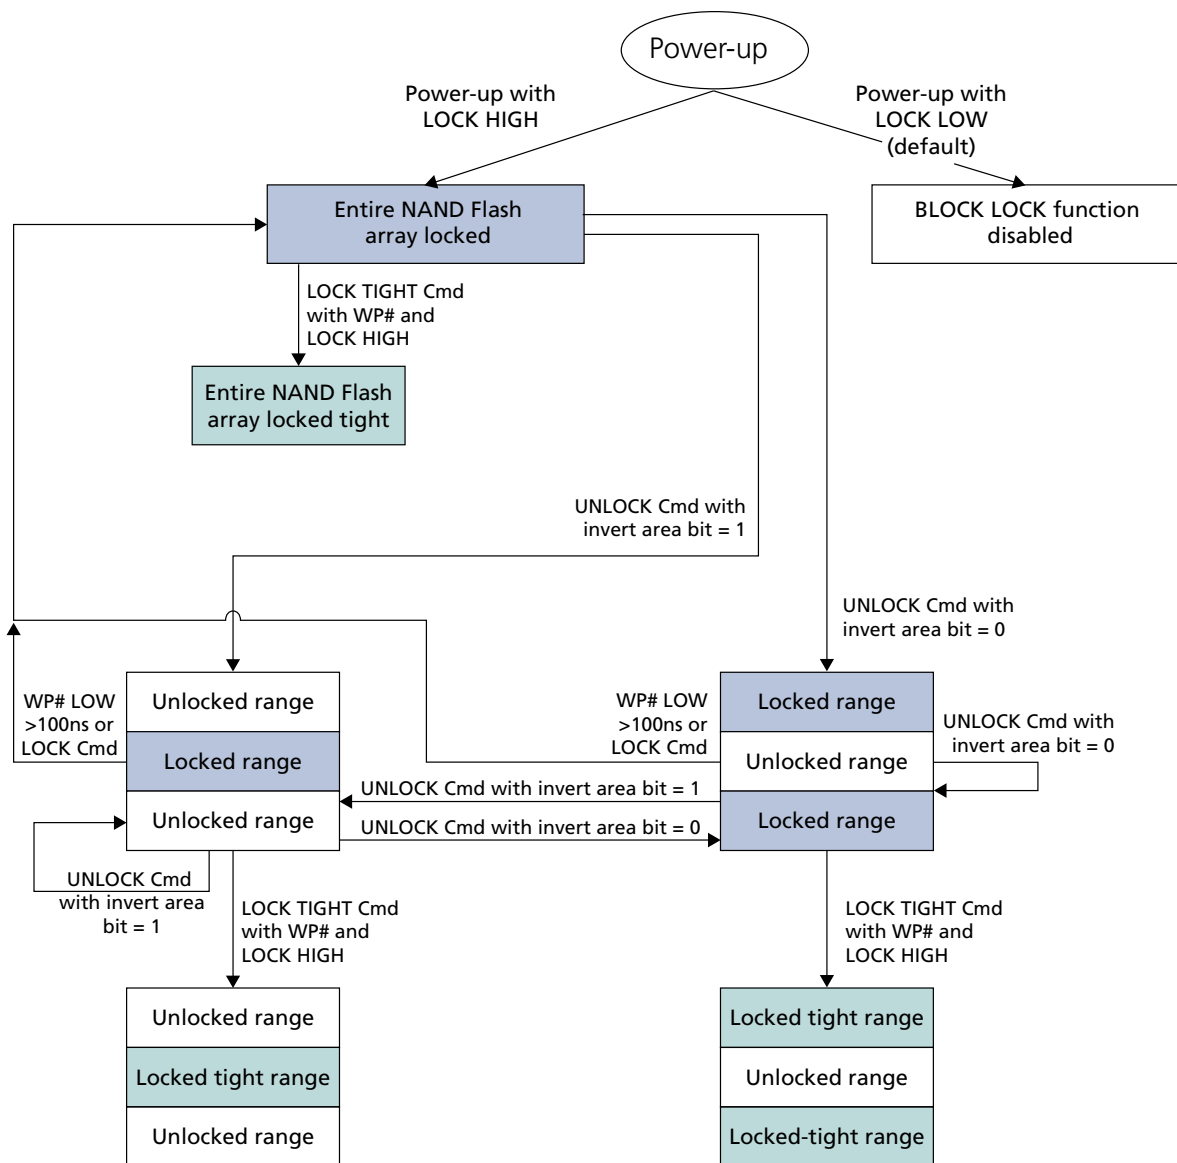 Power-up
Power-up with
LOCK HIGH
Power-up with
LOCK LOW
(default)
Entire NAND Flash
array locked
BLOCK LOCK function
disabled
LOCK TIGHT Cmd
with WP# and
LOCK HIGH
Entire NAND Flash
array locked tight
UNLOCK Cmd with
invert area bit = 1
UNLOCK Cmd with
invert area bit = 0
WP# LOW
>100ns or
LOCK Cmd
Unlocked range
Locked range
Unlocked range
WP# LOW
>100ns or
LOCK Cmd
Locked range
Unlocked range
Locked range
UNLOCK Cmd with
invert area bit = 0
UNLOCK Cmd with invert area bit = 1
UNLOCK Cmd with invert area bit = 0
UNLOCK Cmd
with invert area
bit = 1
LOCK TIGHT Cmd
with WP# and
LOCK HIGH
LOCK TIGHT Cmd
with WP# and
LOCK HIGH
Unlocked range
Locked tight range
Unlocked range
Locked tight range
Unlocked range
Locked-tight range